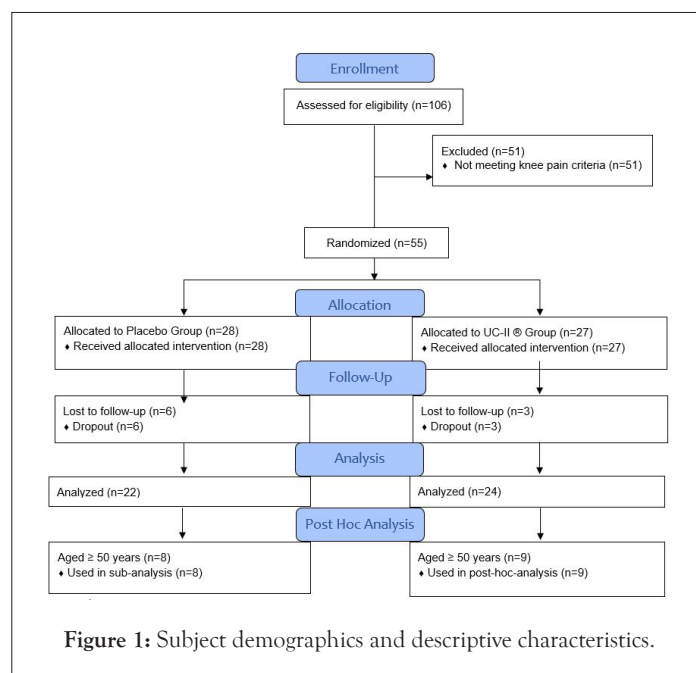 Enrollment
Assessed for eligibility (n=106)
Excluded (n=51)
♦ Not meeting knee pain criteria (n=51)
Randomized (n=55)
Allocation
Allocated to Placebo Group (n=28)
♦ Received allocated intervention (n=28)
Allocated to UC-II ® Group (n=27)
♦ Received allocated intervention (n=27)
Follow-Up
Lost to follow-up (n=6)
♦ Dropout (n=6)
Lost to follow-up (n=3)
♦ Dropout (n=3)
Analysis
Analyzed (n=22)
Analyzed (n=24)
Post Hoc Analysis
Aged ≥ 50 years (n=8)
♦ Used in sub-analysis (n=8)
Aged ≥ 50 years (n=9)
♦ Used in post-hoc-analysis (n=9)
Figure 1: Subject demographics and descriptive characteristics.